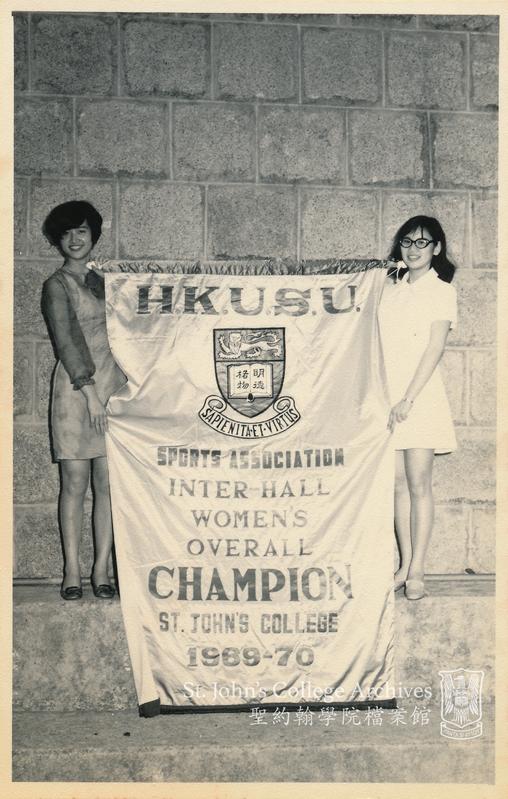 H.K.U.S.U.
明德
格物
SAPIENTIA·ET·VIRTUS
SPORTS ASSOCIATION
INTER-HALL
WOMEN'S
OVERALL
CHAMPION
ST. JOHN'S COLLEGE
1969-70
St. John's College Archives
聖約翰學院檔案館